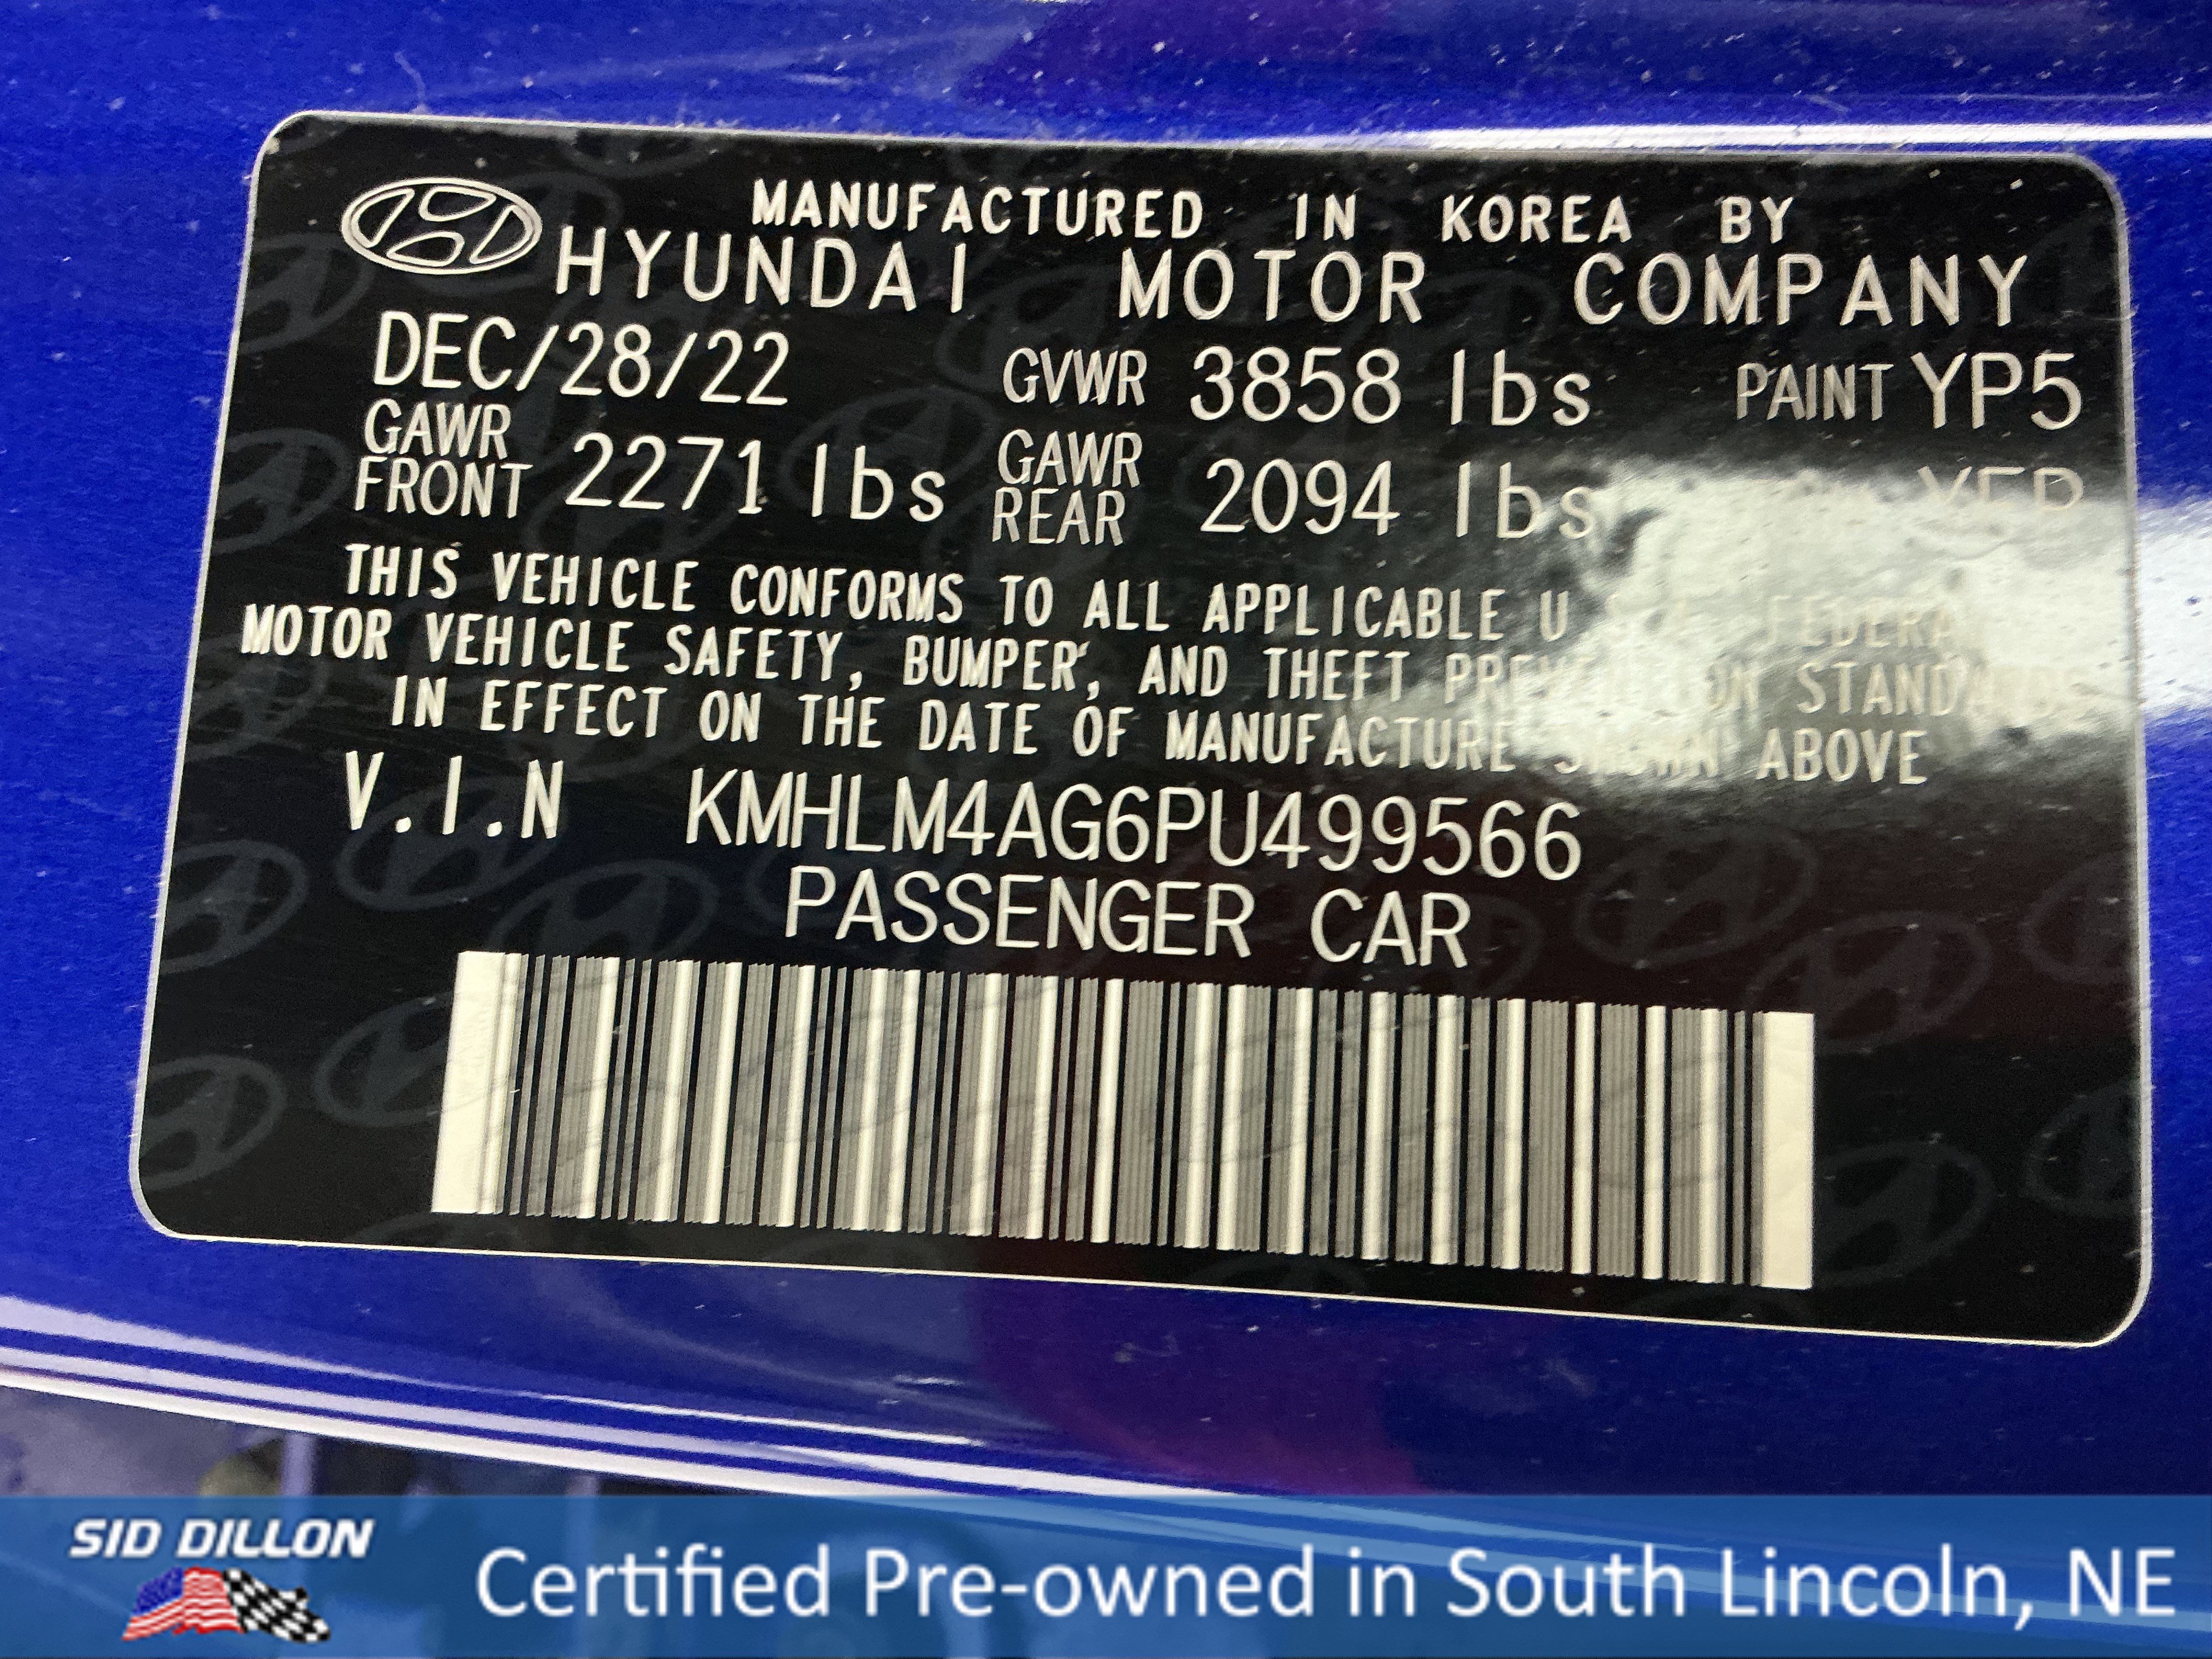 MANUFACTURED IN KOREA BY
HYUNDAI MOTOR COMPANY
DEC/28/22 GVWR 3858 lbs PAINT YP5
GAWR FRONT 2271 lbs GAWR REAR 2094 lbs
THIS VEHICLE CONFORMS TO ALL APPLICABLE U
MOTOR VEHICLE SAFETY, BUMPER, AND THEFT
IN EFFECT ON THE DATE OF MANUFACTURE SHOWN ABOVE
V.I.N KMHLM4AG6PU499566
PASSENGER CAR
SID DILLON
Certified Pre-owned in South Lincoln, NE